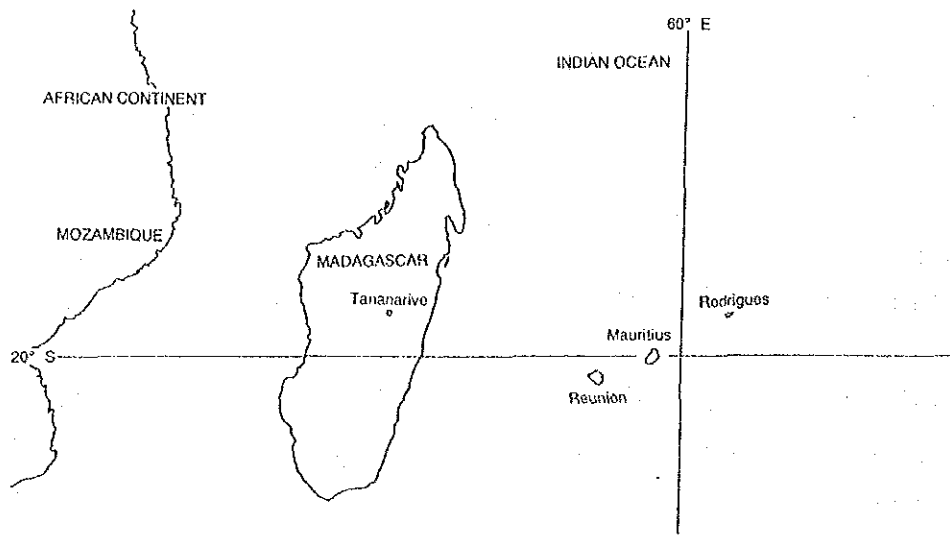 60° E
INDIAN OCEAN
AFRICAN CONTINENT
MOZAMBIQUE
MADAGASCAR
Tananarive
Rodrigues
Mauritius
20° S
Reunion